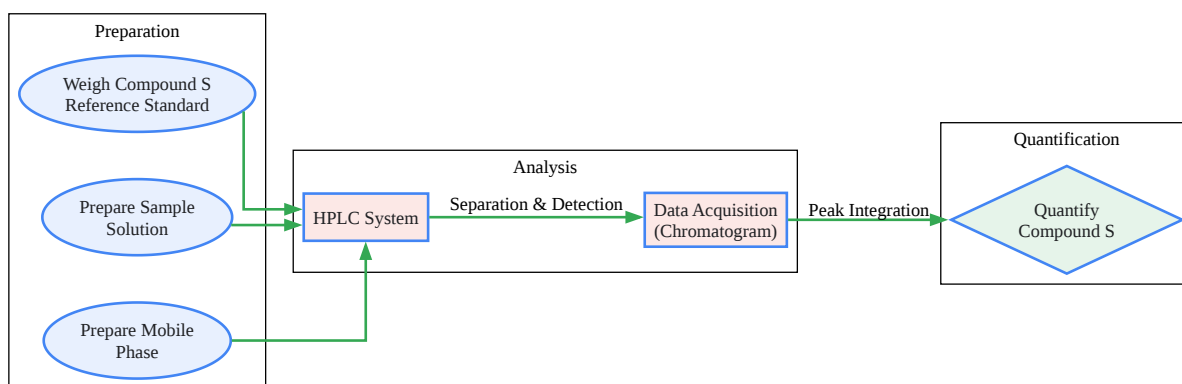 Preparation
Weigh Compound S
Reference Standard
Prepare Sample
Solution
Prepare Mobile
Phase
Analysis
HPLC System
Separation & Detection
Data Acquisition
(Chromatogram)
Peak Integration
Quantification
Quantify
Compound S